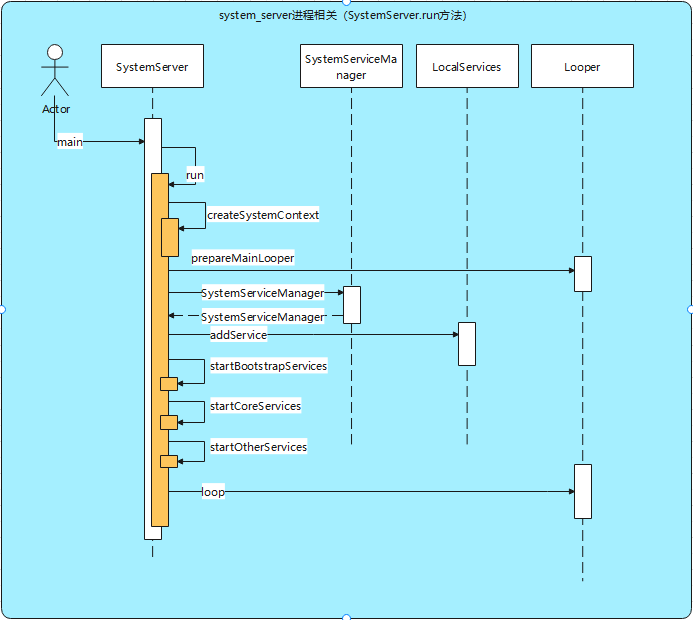 system_server进程相关（SystemServer.run方法）
SystemServer
SystemServiceMa
nager
LocalServices
Looper
Actor
main
run
createSystemContext
prepareMainLooper
SystemServiceManager
SystemServiceManager
addService
startBootstrapServices
startCoreServices
startOtherServices
loop